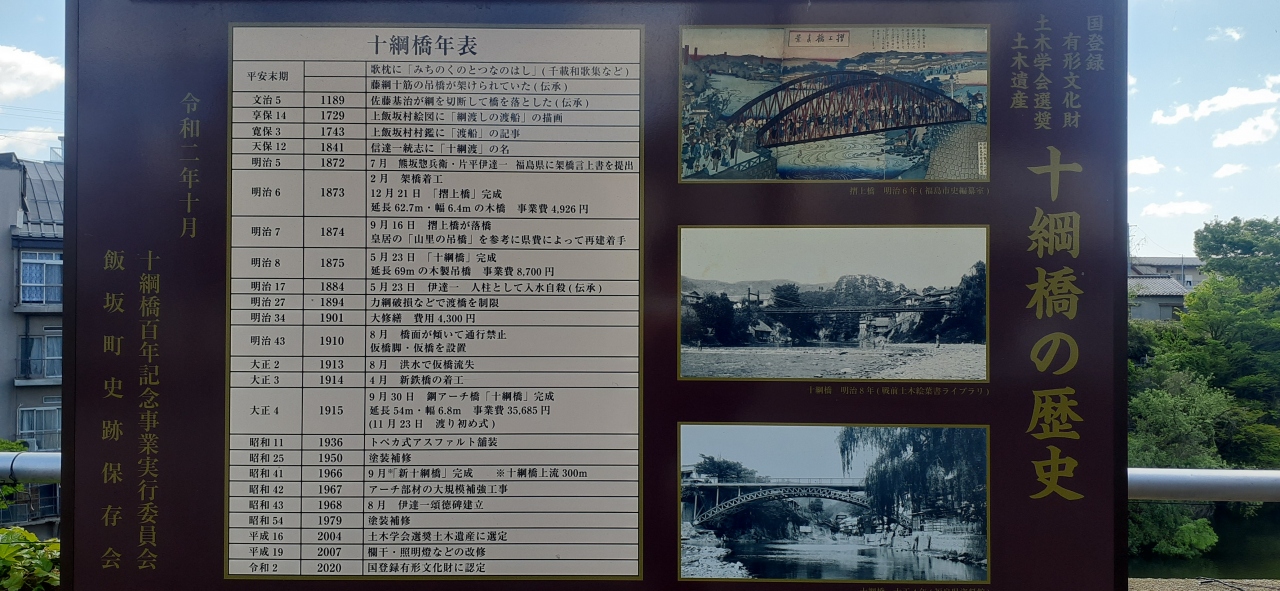 国登録
有形文化財
土木学会選奨
土木遺産
十綱橋の歴史
摺上橋 明治6年(福島市史編纂室)
十綱橋 明治8年(戦前土木絵葉書ライブラリ)
十綱橋年表
平安末期 歌枕に「みちのくのとつなのはし」(千載和歌集など)
藤綱十筋の吊橋が架けられていた(伝承)
文治5 1189 佐藤基治が綱を切断して橋を落とした(伝承)
享保14 1729 上飯坂村絵図に「綱渡しの渡船」の描画
寛保3 1743 上飯坂村村鑑に「渡船」の記事
天保12 1841 信達一統志に「十綱渡」の名
明治5 1872 7月 熊坂惣兵衛・片平伊達一 福島県に架橋言上書を提出
明治6 1873 2月 架橋着工
12月21日 「摺上橋」完成
延長62.7m・幅6.4mの木橋 事業費4,926円
明治7 1874 9月16日 摺上橋が落橋
皇居の「山里の吊橋」を参考に県費によって再建着手
明治8 1875 5月23日 「十綱橋」完成
延長69mの木製吊橋 事業費8,700円
明治17 1884 5月23日 伊達一 人柱として入水自殺(伝承)
明治27 1894 力綱破損などで渡橋を制限
明治34 1901 大修繕 費用4,300円
明治43 1910 8月 橋面が傾いて通行禁止
仮橋脚・仮橋を設置
大正2 1913 8月 洪水で仮橋流失
大正3 1914 4月 新鉄橋の着工
大正4 1915 9月30日 鋼アーチ橋「十綱橋」完成
延長54m・幅6.8m 事業費35,685円
(11月23日 渡り初め式)
昭和11 1936 トペカ式アスファルト舗装
昭和25 1950 塗装補修
昭和41 1966 9月「新十綱橋」完成 ※十綱橋上流300m
昭和42 1967 アーチ部材の大規模補強工事
昭和43 1968 8月 伊達一頌徳碑建立
昭和54 1979 塗装補修
平成16 2004 土木学会選奨土木遺産に選定
平成19 2007 欄干・照明燈などの改修
令和2 2020 国登録有形文化財に認定
令和二年十月
十綱橋百年記念事業実行委員会
飯坂町史跡保存会